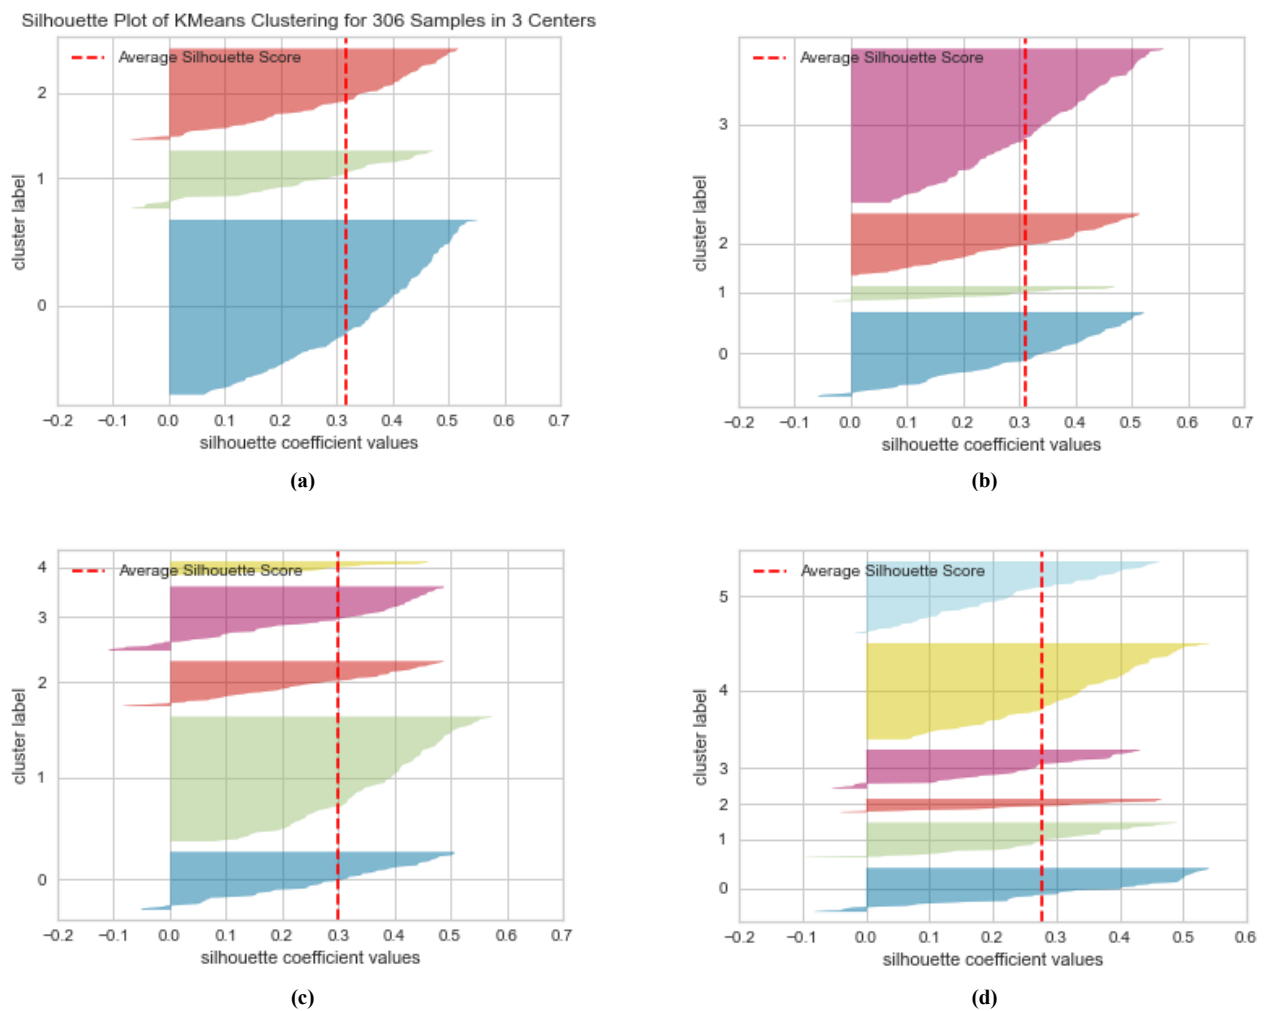 Silhouette Plot of KMeans Clustering for 306 Samples in 3 Centers
Average Silhouette Score
cluster label
2
1
0
−0.2 −0.1 0.0 0.1 0.2 0.3 0.4 0.5 0.6 0.7
silhouette coefficient values
(a)
Average Silhouette Score
cluster label
3
2
1
0
−0.2 −0.1 0.0 0.1 0.2 0.3 0.4 0.5 0.6 0.7
silhouette coefficient values
(b)
Average Silhouette Score
cluster label
4
3
2
1
0
−0.2 −0.1 0.0 0.1 0.2 0.3 0.4 0.5 0.6 0.7
silhouette coefficient values
(c)
Average Silhouette Score
cluster label
5
4
3
2
1
0
−0.2 −0.1 0.0 0.1 0.2 0.3 0.4 0.5 0.6
silhouette coefficient values
(d)